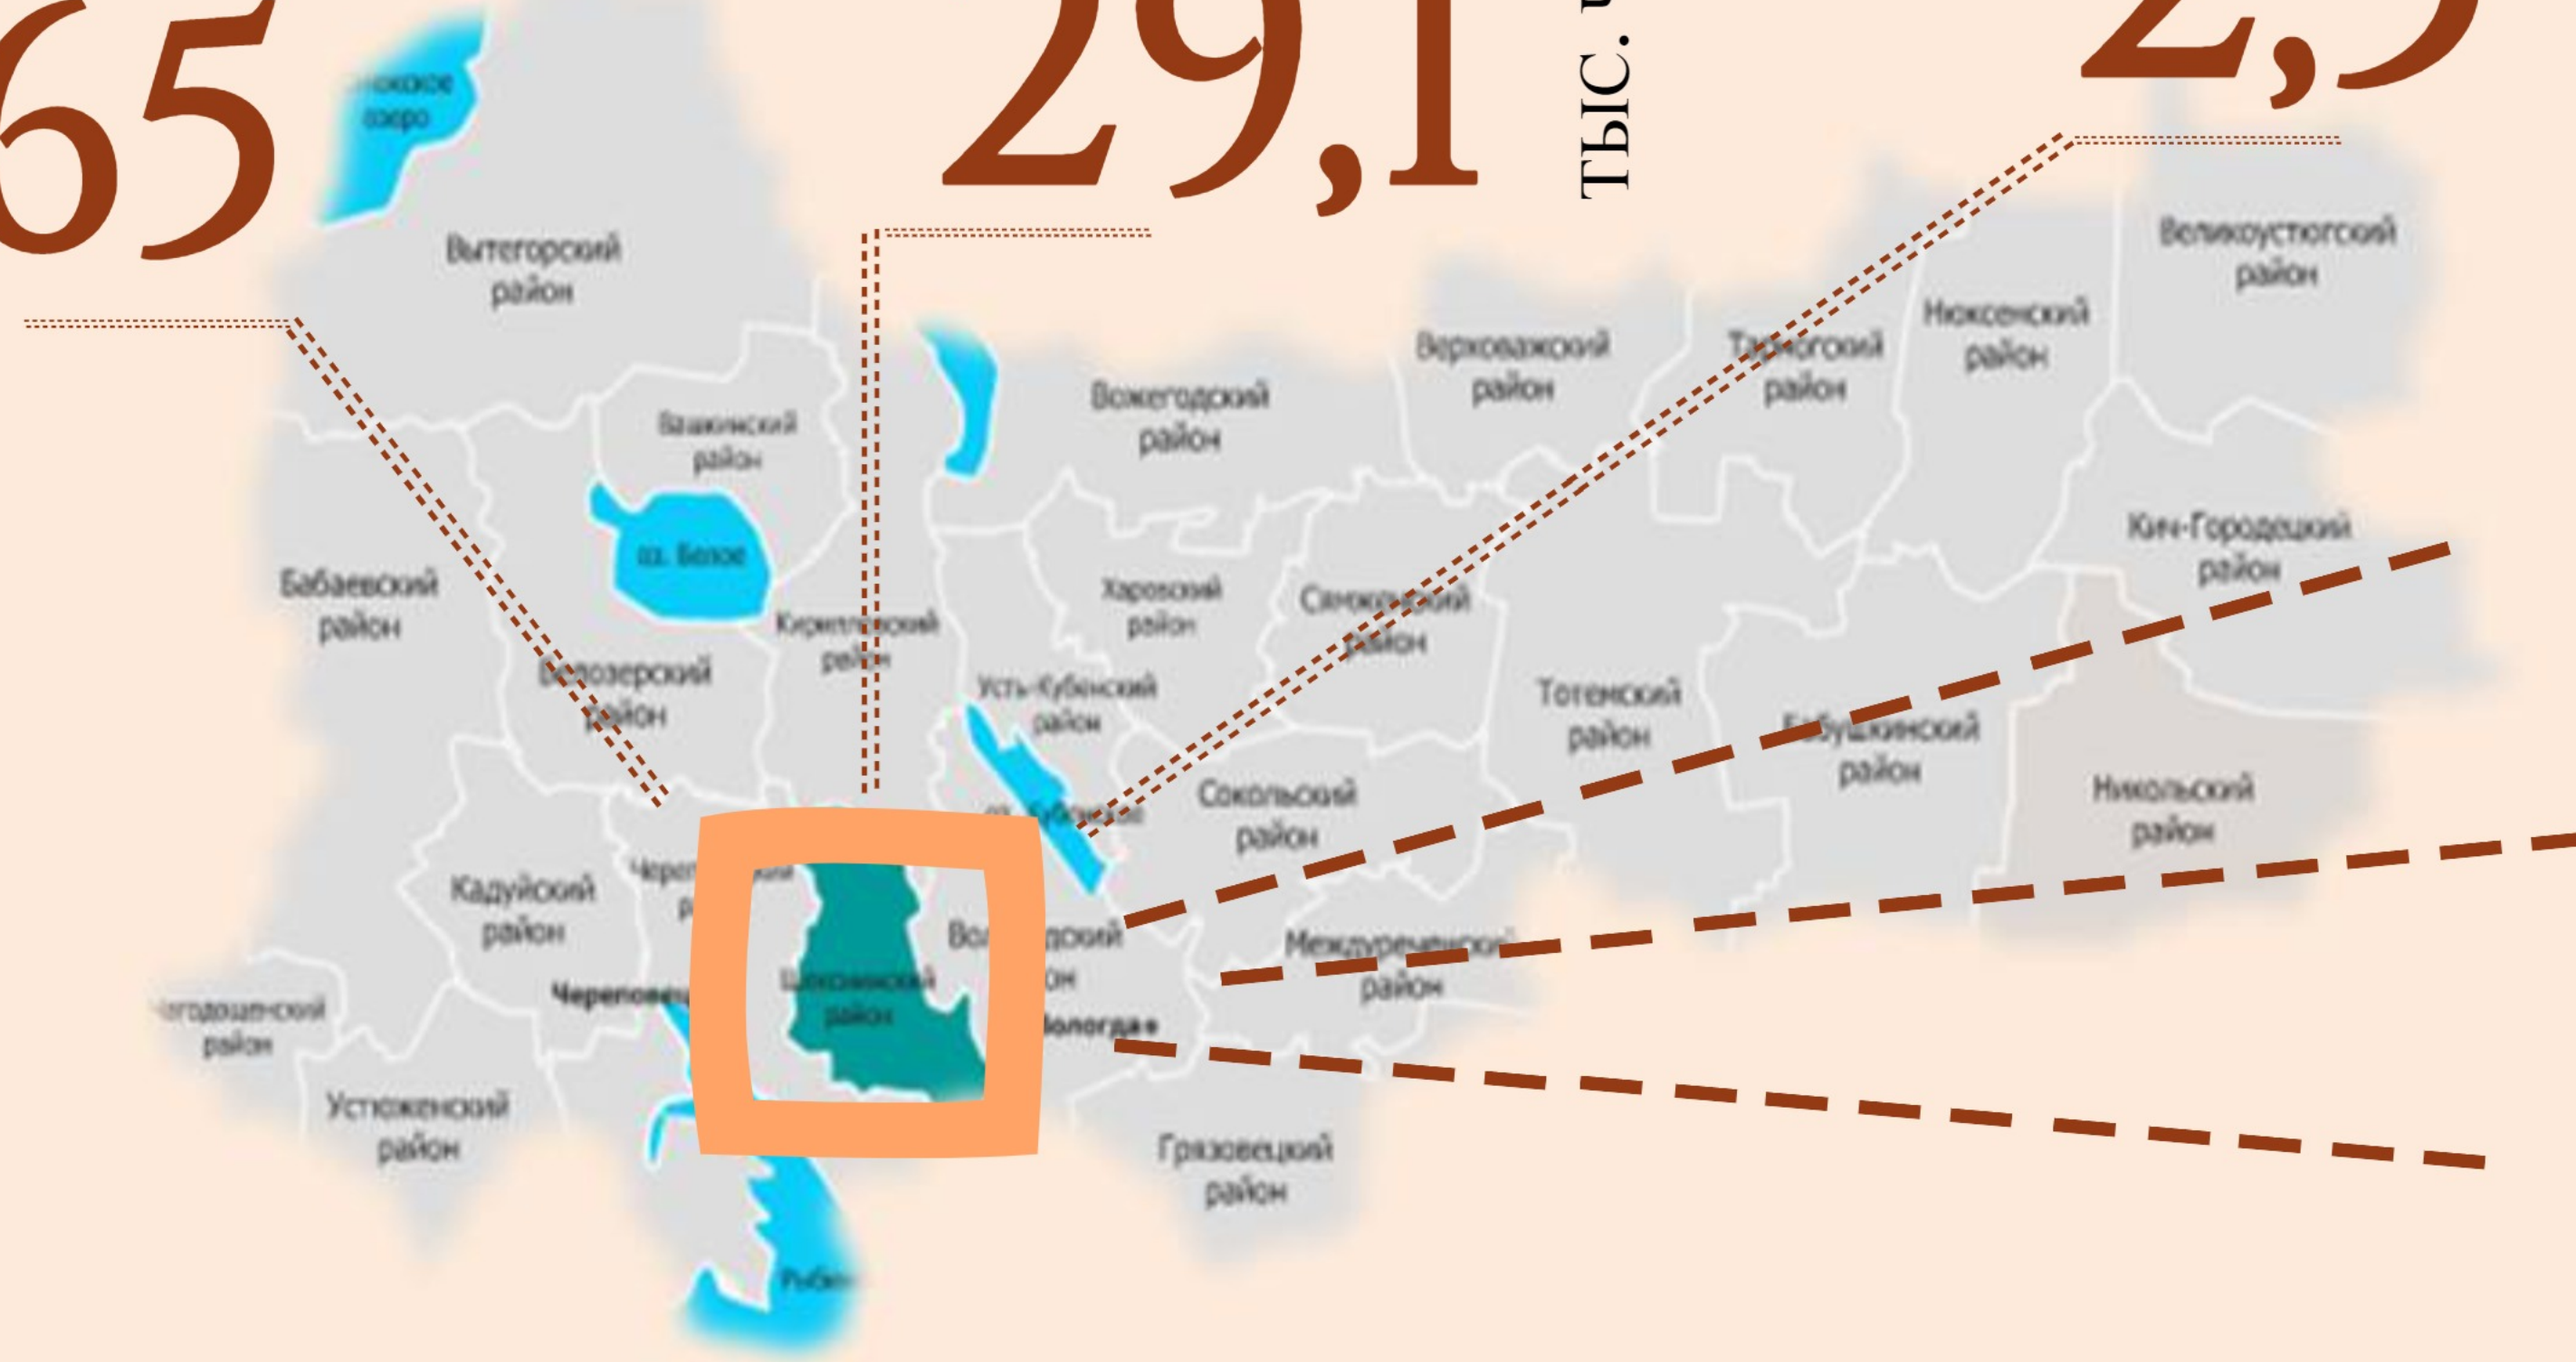 65
29,1
ТЫС.
озеро
Вытегорский
район
Великоустюгский
район
Нюксенский
район
Верховажский
район
Тарногский
район
Вожегодский
район
Вашкинский
район
оз. Белое
Кич-Городецкий
район
Бабаевский
район
Харовский
район
Сямженский
район
Кирилловский
район
Белозерский
район
Усть-Кубенский
район
Тотемский
район
Бабушкинский
район
Никольский
район
Сокольский
район
Кадуйский
район
Междуреченский
район
Шекснинский
район
Череповец
Вологда
район
Устюженский
район
Грязовецкий
район